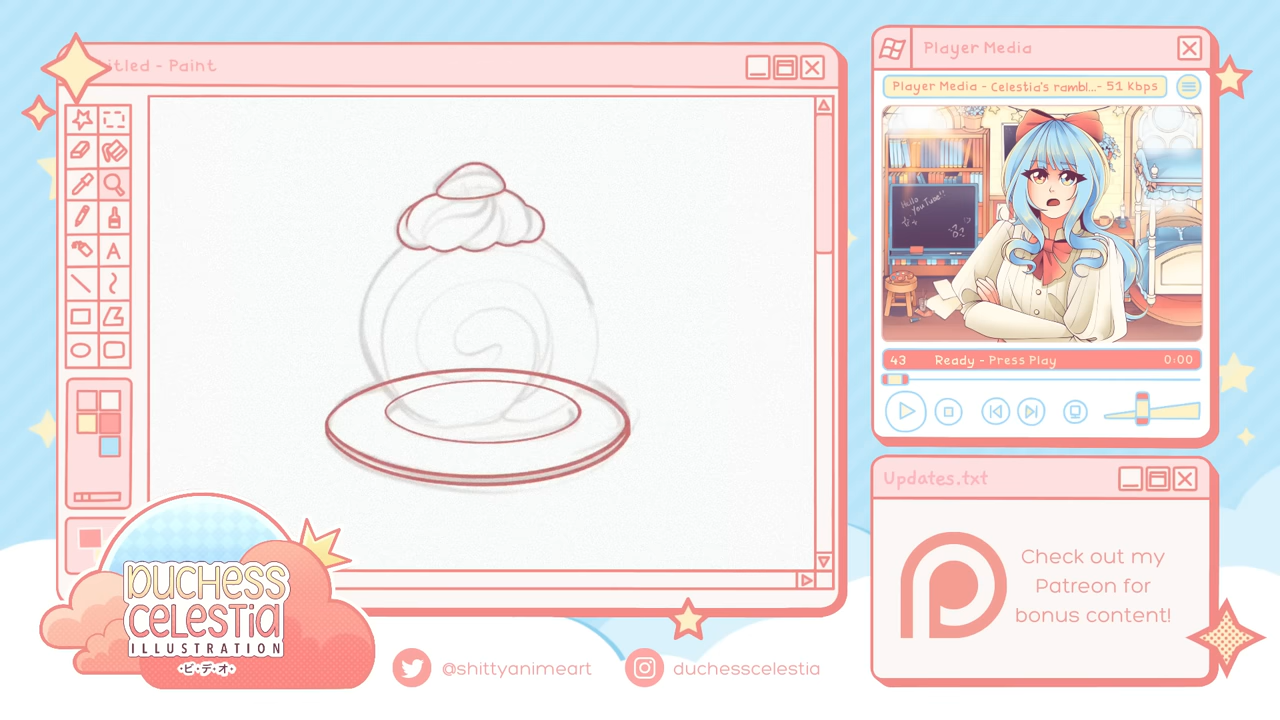 itled - Paint
A
Player Media
Player Media - Celestia's rambl...- 51 Kbps
Hello
YouTube!!
43 Ready - Press Play 0:00
Updates.txt
Check out my
Patreon for
bonus content!
DUCHESS
CELESTIA
ILLUSTRATION
・ビ・デ・オ・
@shittyanimeart duchesscelestia